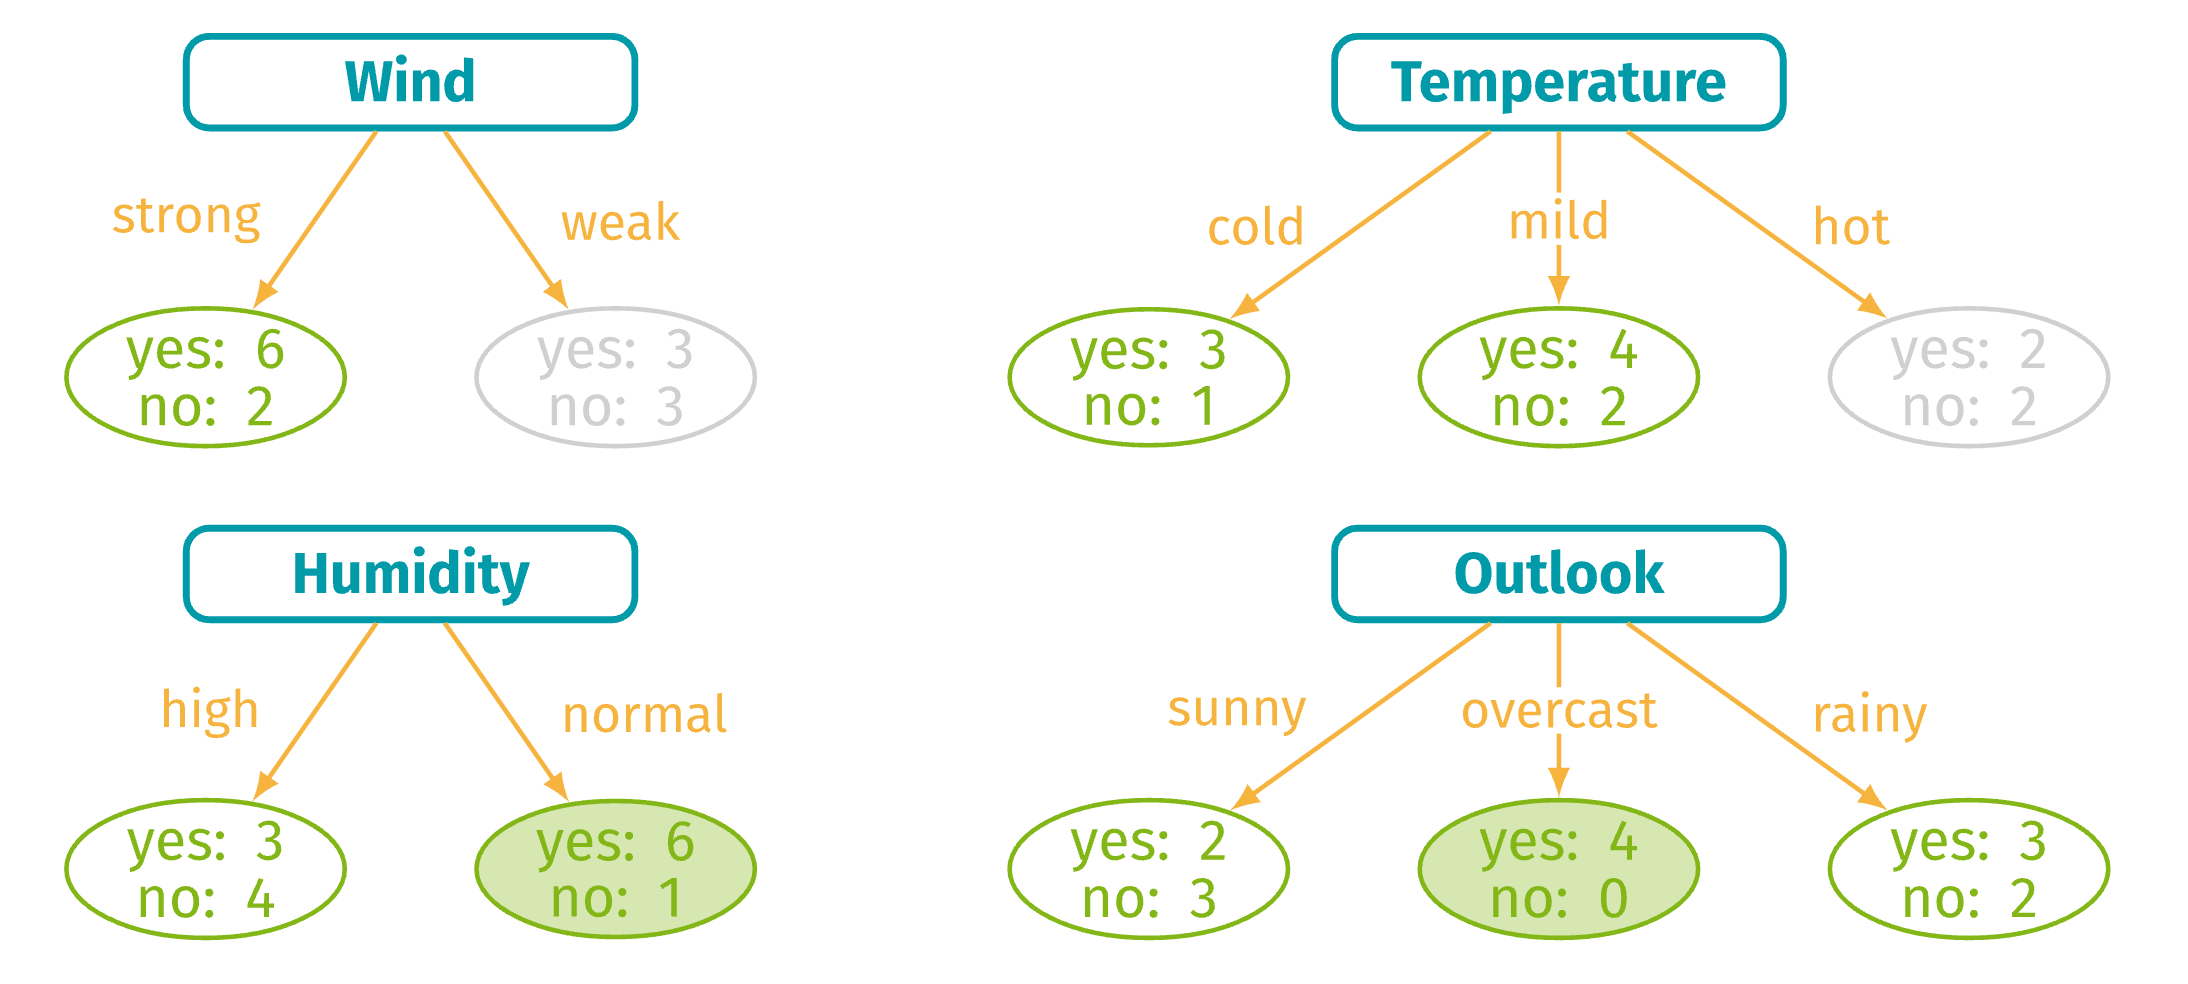 Wind
strong
weak
yes: 6
no: 2
yes: 3
no: 3
Temperature
cold
mild
hot
yes: 3
no: 1
yes: 4
no: 2
yes: 2
no: 2
Humidity
high
normal
yes: 3
no: 4
yes: 6
no: 1
Outlook
sunny
overcast
rainy
yes: 2
no: 3
yes: 4
no: 0
yes: 3
no: 2